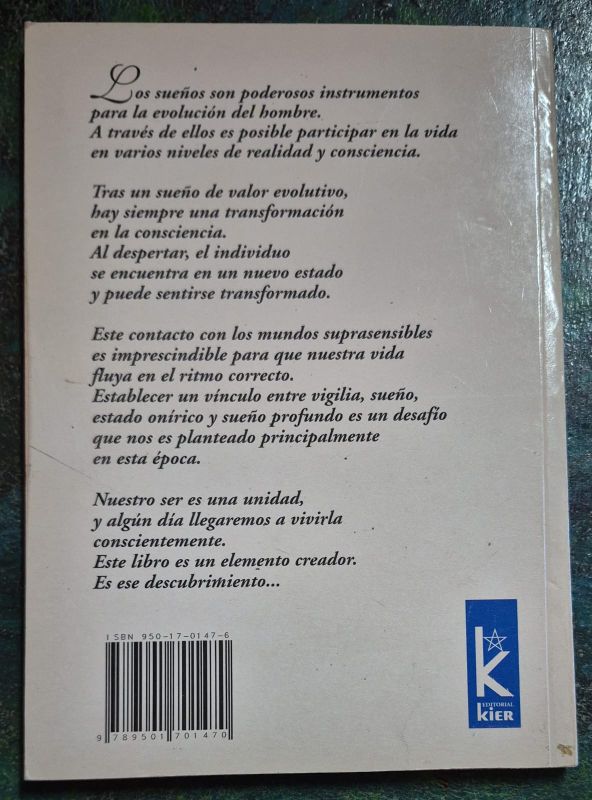 Los sueños son poderosos instrumentos
para la evolución del hombre.
A través de ellos es posible participar en la vida
en varios niveles de realidad y consciencia.
Tras un sueño de valor evolutivo,
hay siempre una transformación
en la consciencia.
Al despertar, el individuo
se encuentra en un nuevo estado
y puede sentirse transformado.
Este contacto con los mundos suprasensibles
es imprescindible para que nuestra vida
fluya en el ritmo correcto.
Establecer un vínculo entre vigilia, sueño,
estado onírico y sueño profundo es un desafío
que nos es planteado principalmente
en esta época.
Nuestro ser es una unidad,
y algún día llegaremos a vivirla
conscientemente.
Este libro es un elemento creador.
Es ese descubrimiento...
ISBN 950-17-0147-6
9 789501 701470
k
EDITORIAL
kier